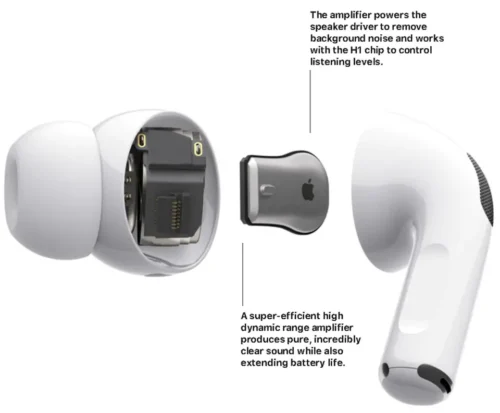 The amplifier powers the
speaker driver to remove
background noise and works
with the H1 chip to control
listening levels.
A super-efficient high
dynamic range amplifier
produces pure, incredibly
clear sound while also
extending battery life.